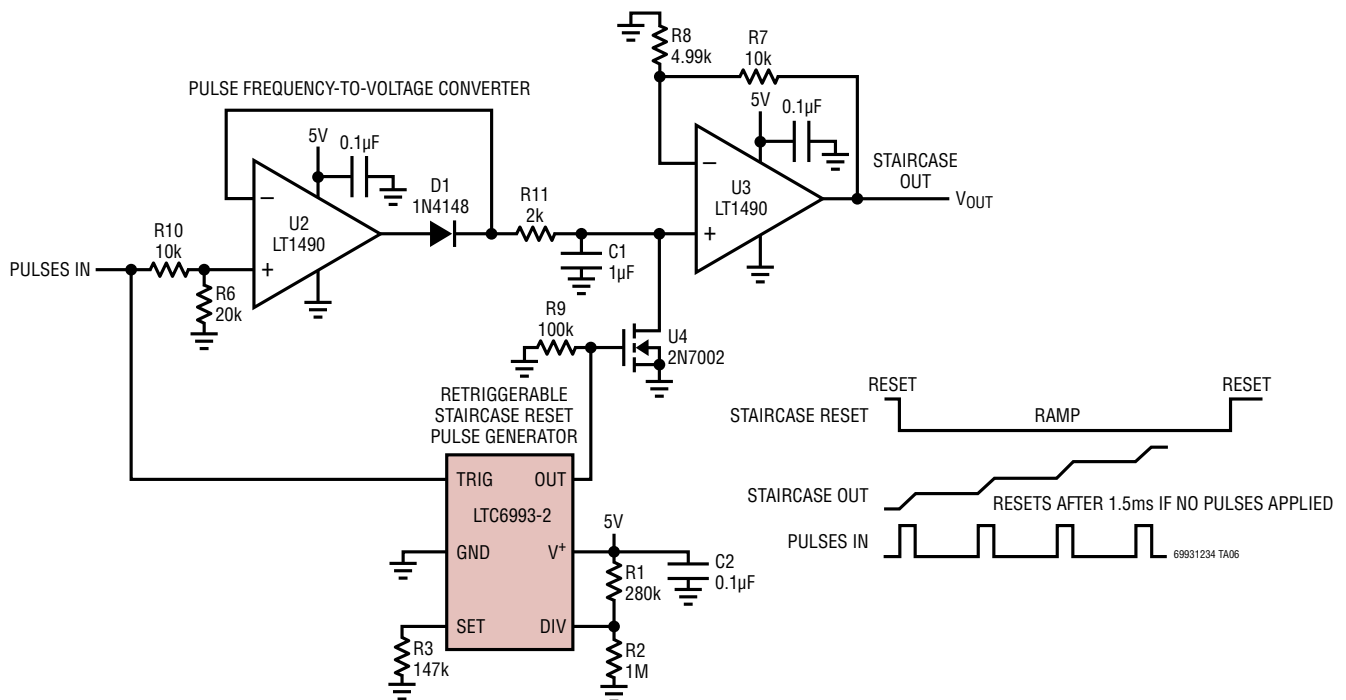 R8
4.99k
R7
10k
PULSE FREQUENCY-TO-VOLTAGE CONVERTER
5V
0.1µF
5V
0.1µF
STAIRCASE
OUT
VOUT
D1
1N4148
R11
2k
–
U2
LT1490
+
–
U3
LT1490
+
R10
10k
PULSES IN
R6
20k
C1
1µF
R9
100k
U4
2N7002
RETRIGGERABLE
STAIRCASE RESET
PULSE GENERATOR
TRIG
OUT
LTC6993-2
GND
V+
SET
DIV
5V
C2
0.1µF
R1
280k
R2
1M
R3
147k
RESET
RESET
STAIRCASE RESET
RAMP
STAIRCASE OUT
RESETS AFTER 1.5ms IF NO PULSES APPLIED
PULSES IN
69931234 TA06